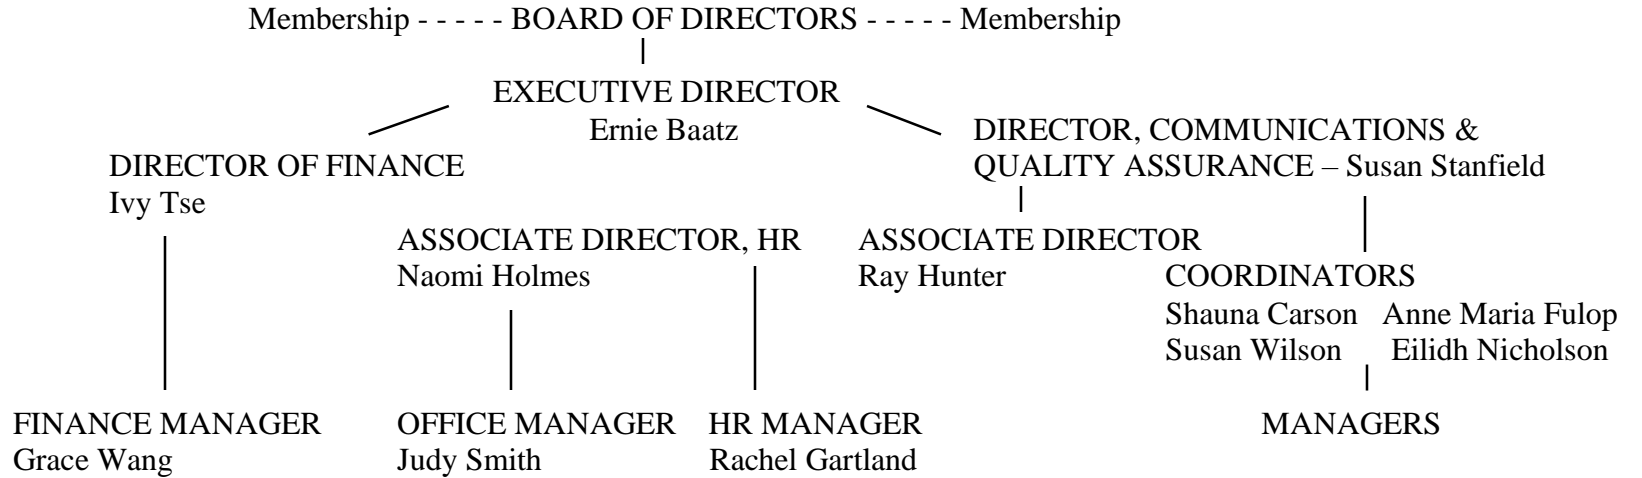 Membership - - - - - BOARD OF DIRECTORS - - - - - Membership
EXECUTIVE DIRECTOR
Ernie Baatz
DIRECTOR, COMMUNICATIONS &
QUALITY ASSURANCE – Susan Stanfield
DIRECTOR OF FINANCE
Ivy Tse
ASSOCIATE DIRECTOR, HR
Naomi Holmes
ASSOCIATE DIRECTOR
Ray Hunter
COORDINATORS
Shauna Carson Anne Maria Fulop
Susan Wilson Eilidh Nicholson
FINANCE MANAGER
Grace Wang
OFFICE MANAGER
Judy Smith
HR MANAGER
Rachel Gartland
MANAGERS